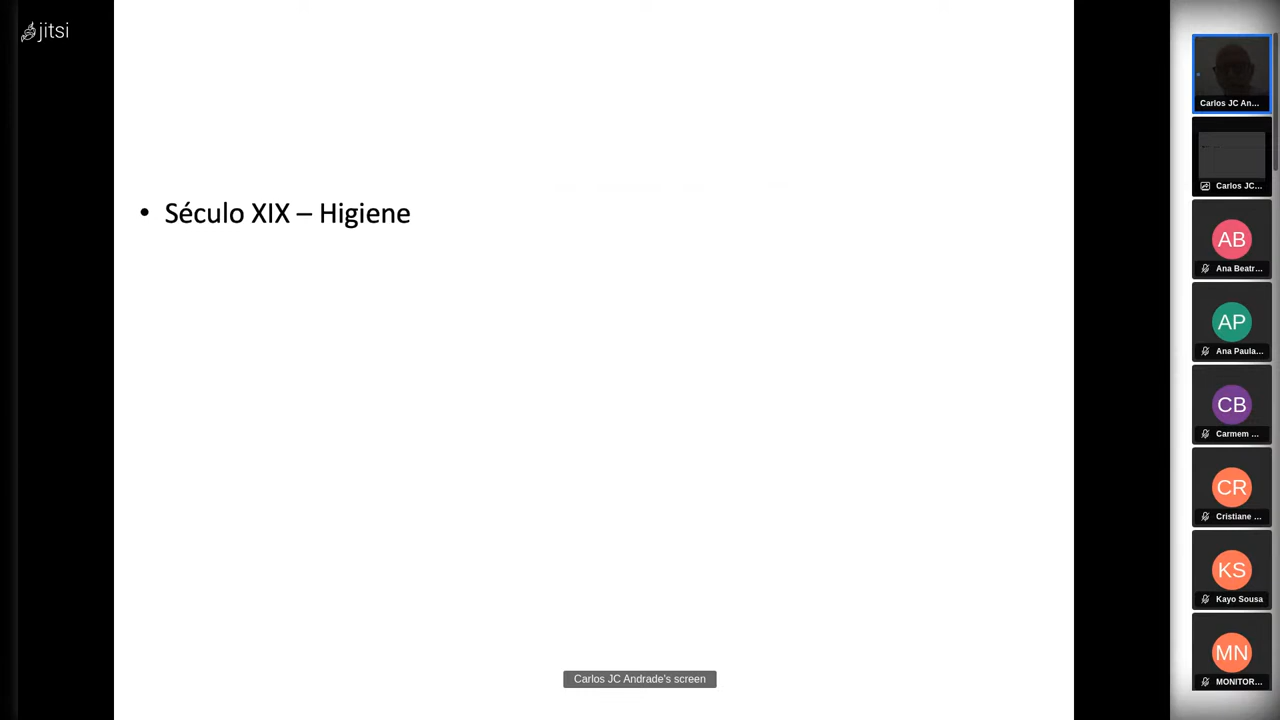 jitsi
• Século XIX – Higiene
Carlos JC Andrade's screen
Carlos JC An...
Carlos JC...
AB
Ana Beatr...
AP
Ana Paula...
CB
Carmem ...
CR
Cristiane ...
KS
Kayo Sousa
MN
MONITOR...